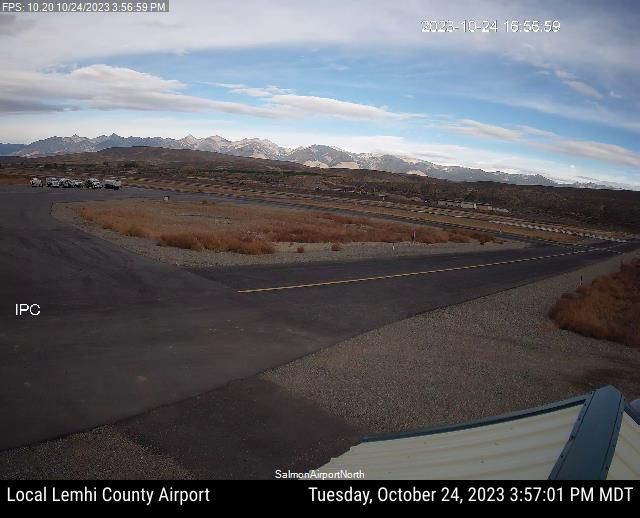 FPS: 10.20 10/24/2023 3:56:59 PM
2023-10-24 16:55:59
IPC
SalmonAirportNorth
Local Lemhi County Airport
Tuesday, October 24, 2023 3:57:01 PM MDT